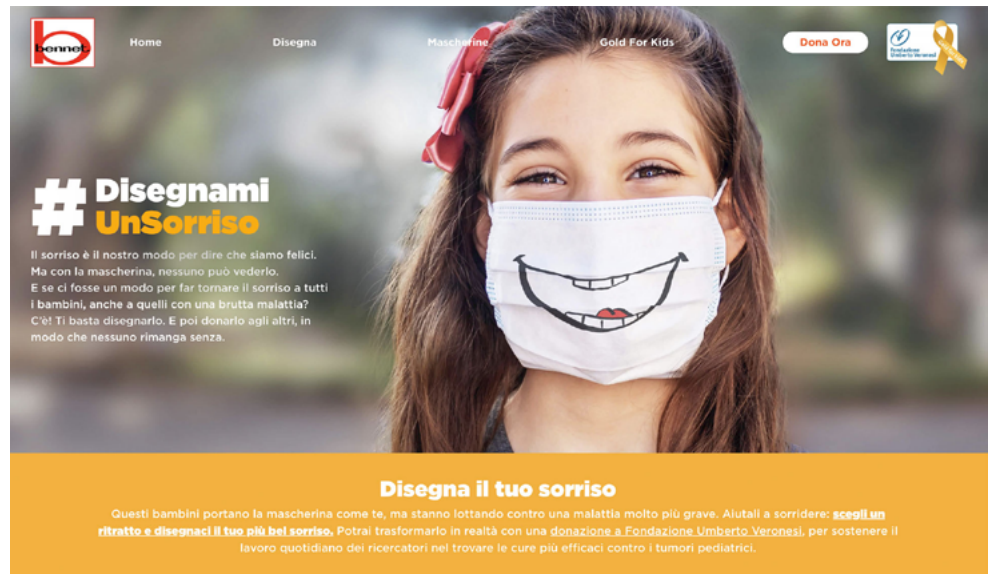 bennet
Home Disegna Mascherine Gold For Kids Dona Ora
Fondazione
Umberto Veronesi
# Disegnami
UnSorriso
Il sorriso è il nostro modo per dire che siamo felici.
Ma con la mascherina, nessuno può vederlo.
E se ci fosse un modo per far tornare il sorriso a tutti
i bambini, anche a quelli con una brutta malattia?
C'è! Ti basta disegnarlo. E poi donarlo agli altri, in
modo che nessuno rimanga senza.
Disegna il tuo sorriso
Questi bambini portano la mascherina come te, ma stanno lottando contro una malattia molto più grave. Aiutali a sorridere: scegli un
ritratto e disegnaci il tuo più bel sorriso. Potrai trasformarlo in realtà con una donazione a Fondazione Umberto Veronesi, per sostenere il
lavoro quotidiano dei ricercatori nel trovare le cure più efficaci contro i tumori pediatrici.